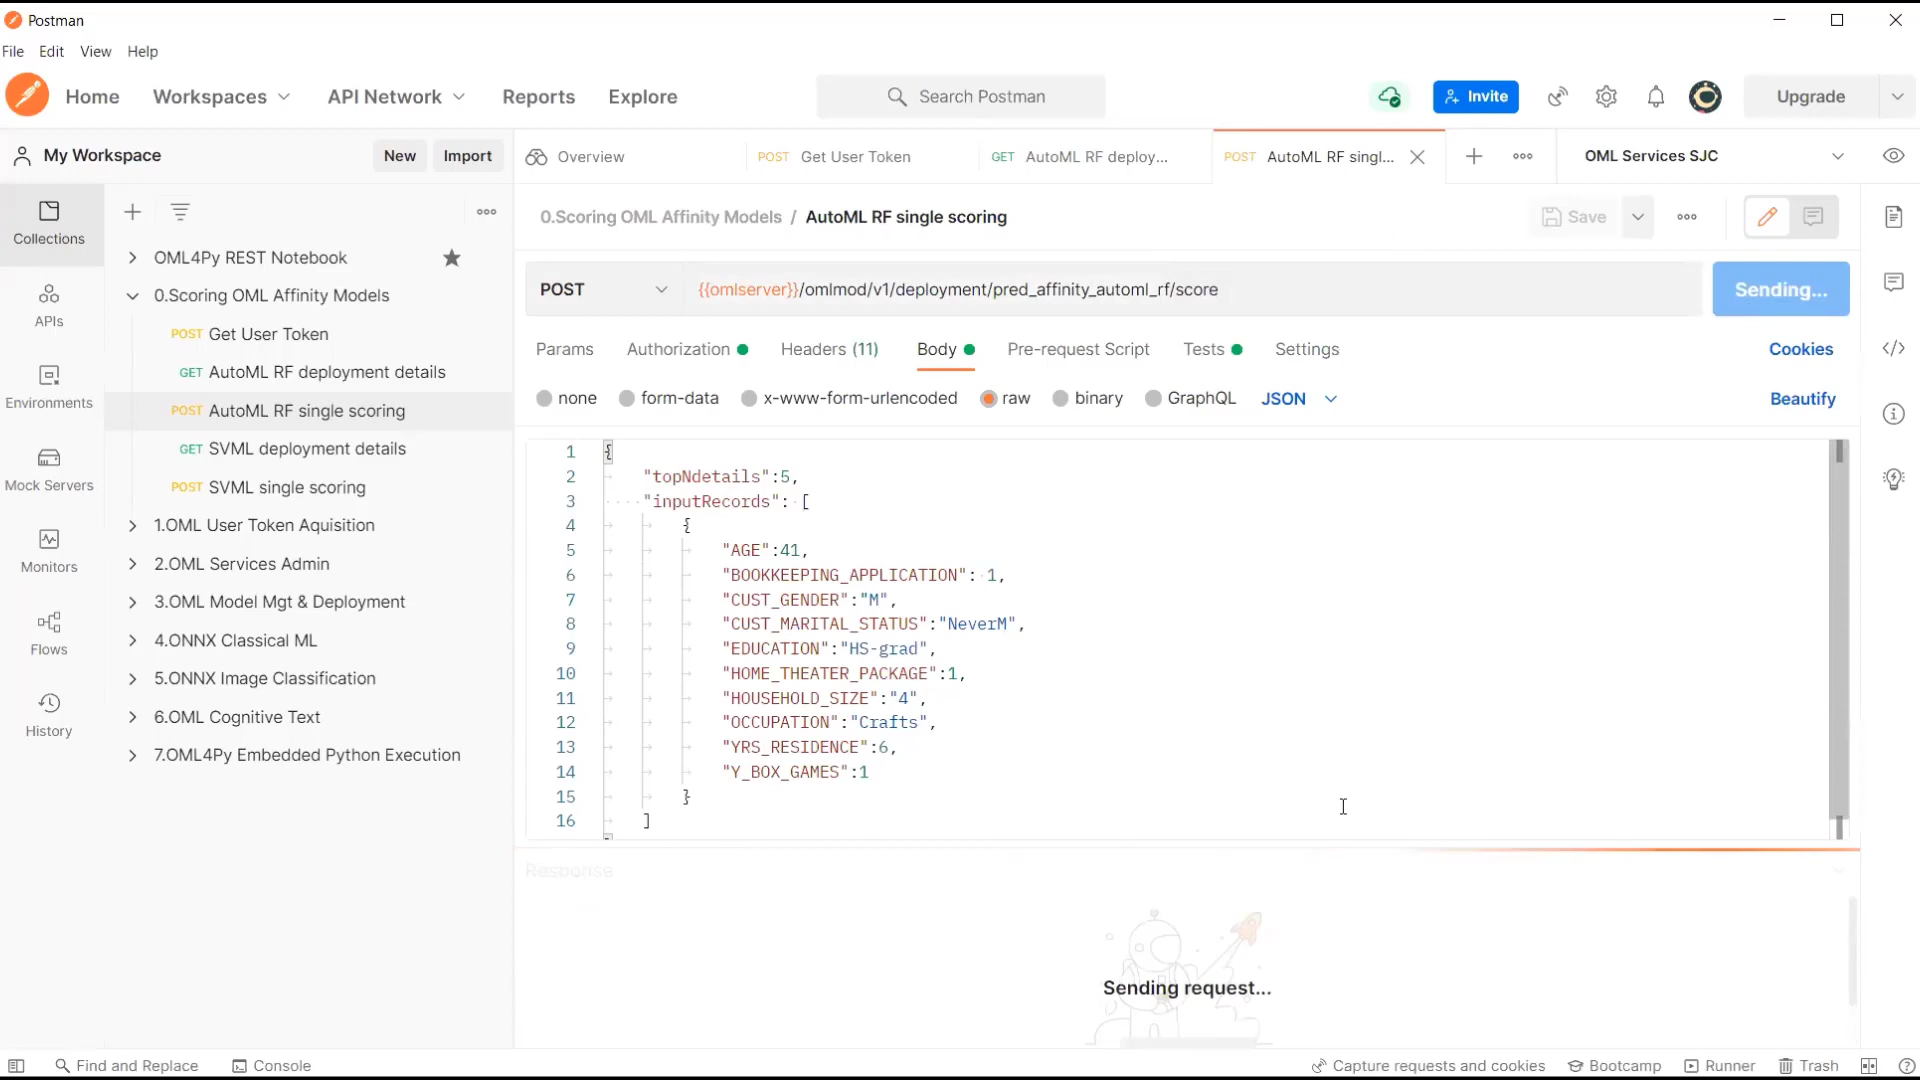 Postman
File Edit View Help
Home Workspaces API Network Reports Explore Search Postman Invite Upgrade
My Workspace New Import Overview POST Get User Token GET AutoML RF deploy... POST AutoML RF singl... OML Services SJC
Collections
APIs
Environments
Mock Servers
Monitors
Flows
History
OML4Py REST Notebook
0.Scoring OML Affinity Models
POST Get User Token
GET AutoML RF deployment details
POST AutoML RF single scoring
GET SVML deployment details
POST SVML single scoring
1.OML User Token Aquisition
2.OML Services Admin
3.OML Model Mgt & Deployment
4.ONNX Classical ML
5.ONNX Image Classification
6.OML Cognitive Text
7.OML4Py Embedded Python Execution
0.Scoring OML Affinity Models / AutoML RF single scoring Save
POST {{omlserver}}/omlmod/v1/deployment/pred_affinity_automl_rf/score Sending...
Params Authorization Headers (11) Body Pre-request Script Tests Settings Cookies
none form-data x-www-form-urlencoded raw binary GraphQL JSON Beautify
1 {
2 "topNdetails":5,
3 "inputRecords": [
4 {
5 "AGE":41,
6 "BOOKKEEPING_APPLICATION": 1,
7 "CUST_GENDER":"M",
8 "CUST_MARITAL_STATUS":"NeverM",
9 "EDUCATION":"HS-grad",
10 "HOME_THEATER_PACKAGE":1,
11 "HOUSEHOLD_SIZE":"4",
12 "OCCUPATION":"Crafts",
13 "YRS_RESIDENCE":6,
14 "Y_BOX_GAMES":1
15 }
16 ]
Response
Sending request...
Find and Replace Console Capture requests and cookies Bootcamp Runner Trash